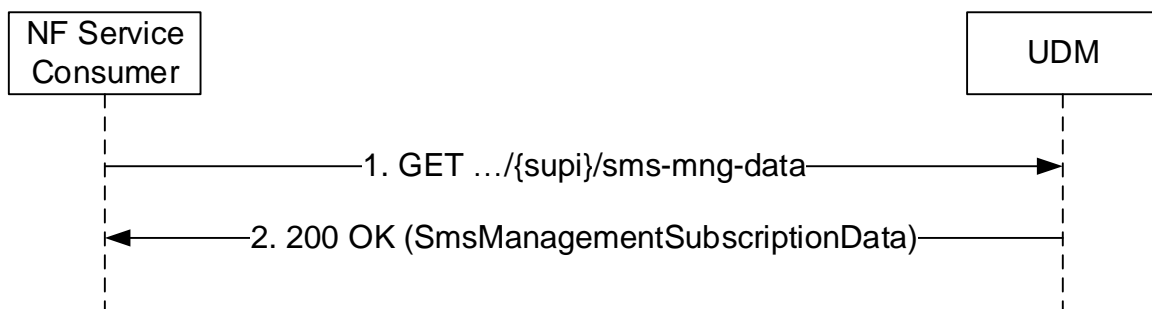 NF Service
Consumer
UDM
1. GET …/{supi}/sms-mng-data
2. 200 OK (SmsManagementSubscriptionData)